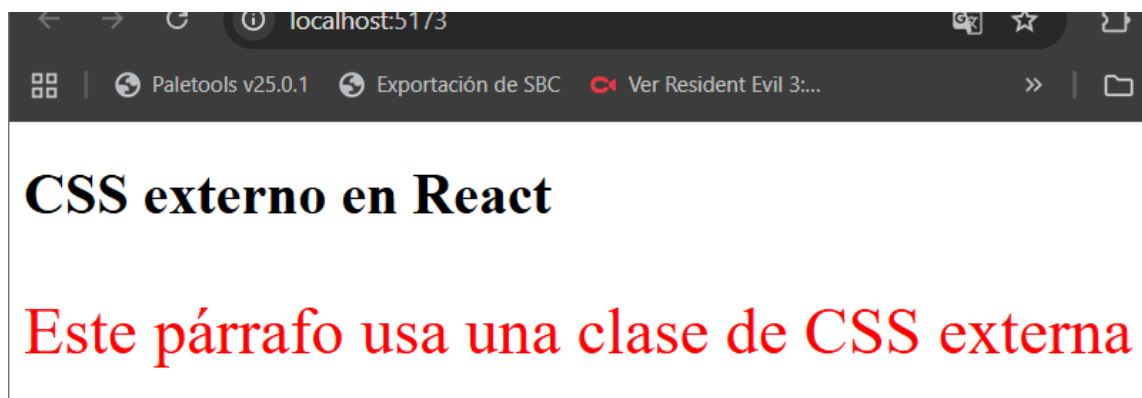 localhost:5173
Paletools v25.0.1 Exportación de SBC Ver Resident Evil 3:... »
CSS externo en React
Este párrafo usa una clase de CSS externa